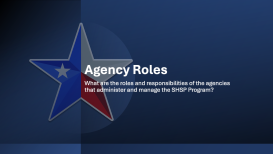 Agency Roles
What are the roles and responsibilities of the agencies
that administer and manage the SHSP Program?